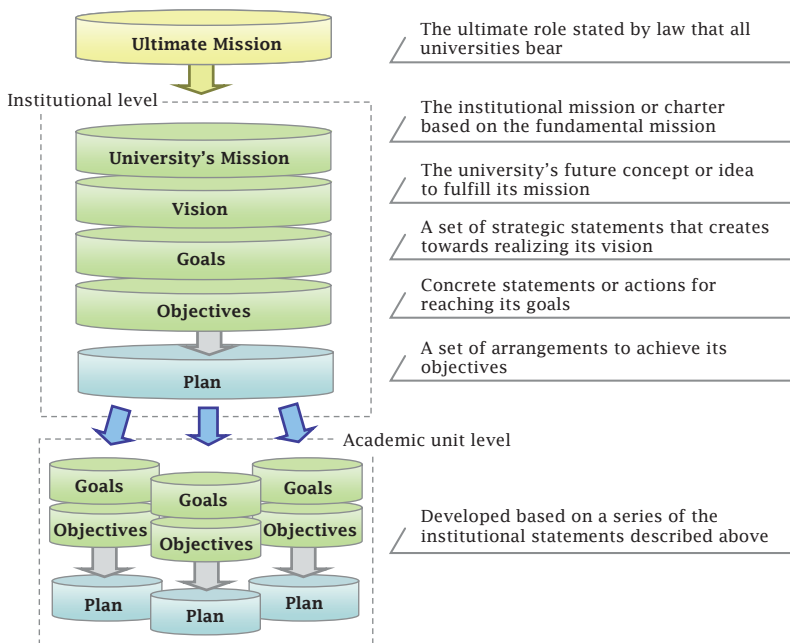 Ultimate Mission
The ultimate role stated by law that all
universities bear
Institutional level
University's Mission
The institutional mission or charter
based on the fundamental mission
Vision
The university's future concept or idea
to fulfill its mission
Goals
A set of strategic statements that creates
towards realizing its vision
Objectives
Concrete statements or actions for
reaching its goals
Plan
A set of arrangements to achieve its
objectives
Academic unit level
Goals
Objectives
Plan
Goals
Objectives
Plan
Goals
Objectives
Plan
Developed based on a series of the
institutional statements described above